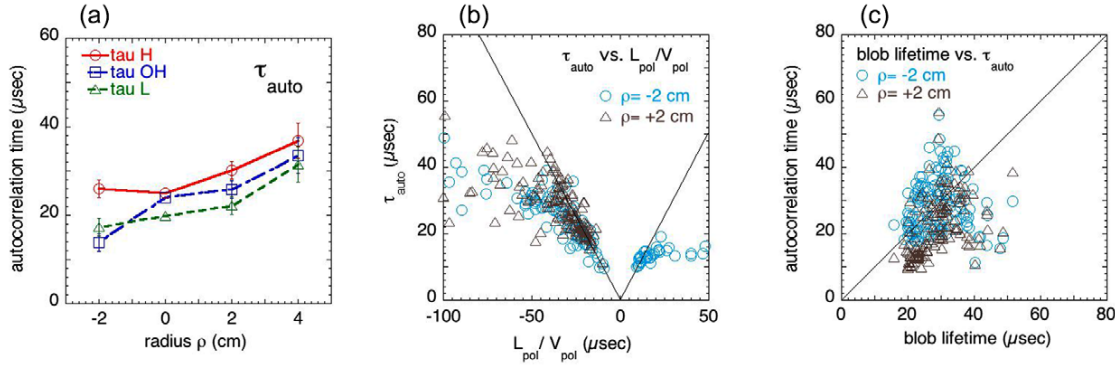 (a)
60
40
20
0
autocorrelation time (µsec)
tau H
tau OH
tau L
τauto
-2
0
2
4
radius ρ (cm)
(b)
80
60
40
20
0
τauto (µsec)
τauto vs. Lpol/Vpol
ρ= -2 cm
ρ= +2 cm
-100
-50
0
50
Lpol/ Vpol (µsec)
(c)
80
60
40
20
0
autocorrelation time (µsec)
blob lifetime vs. τauto
ρ= -2 cm
ρ= +2 cm
0
20
40
60
80
blob lifetime (µsec)